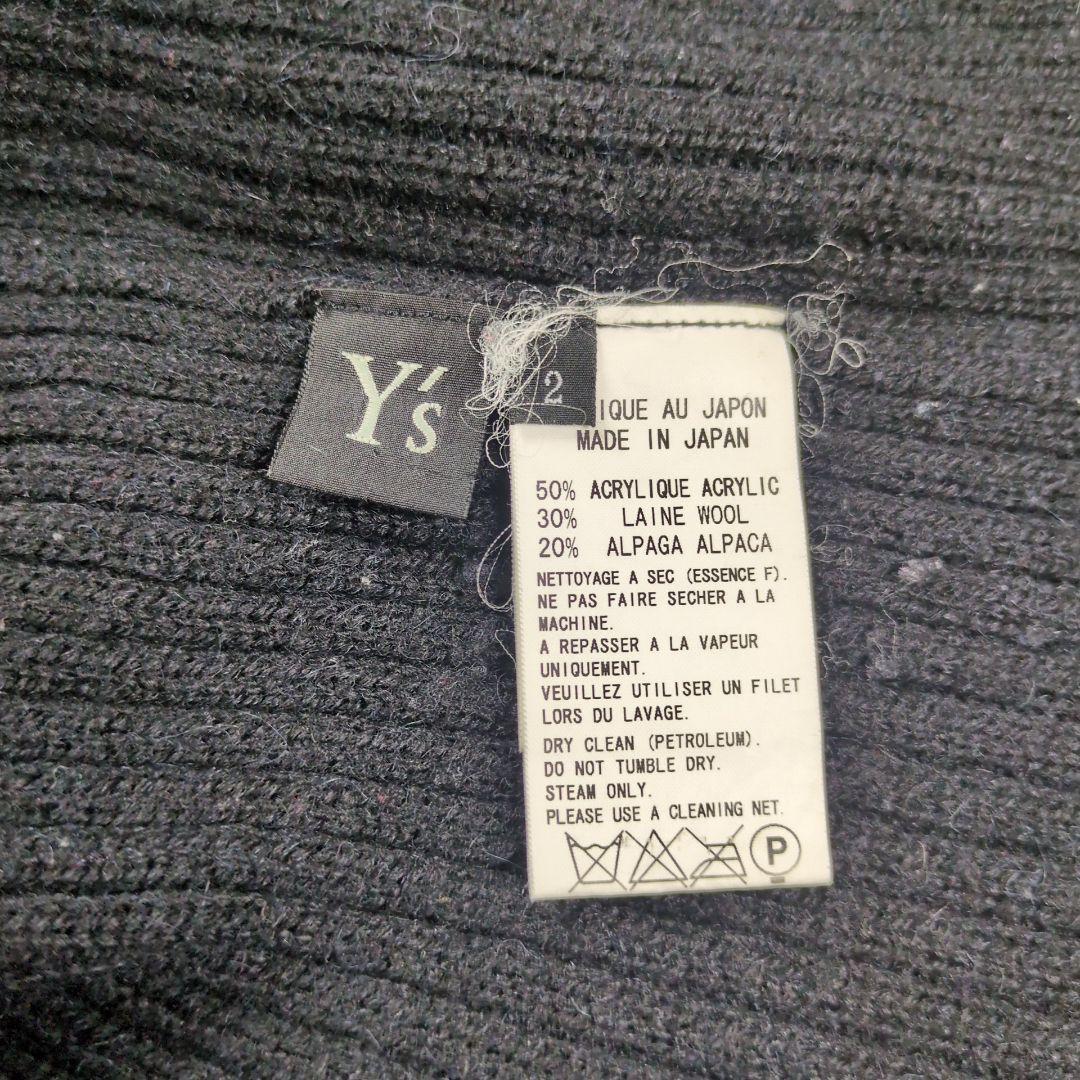 Y's
2
IQUE AU JAPON
MADE IN JAPAN
50% ACRYLIQUE ACRYLIC
30% LAINE WOOL
20% ALPAGA ALPACA
NETTOYAGE A SEC (ESSENCE F).
NE PAS FAIRE SECHER A LA
MACHINE.
A REPASSER A LA VAPEUR
UNIQUEMENT.
VEUILLEZ UTILISER UN FILET
LORS DU LAVAGE.
DRY CLEAN (PETROLEUM).
DO NOT TUMBLE DRY.
STEAM ONLY.
PLEASE USE A CLEANING NET.
P